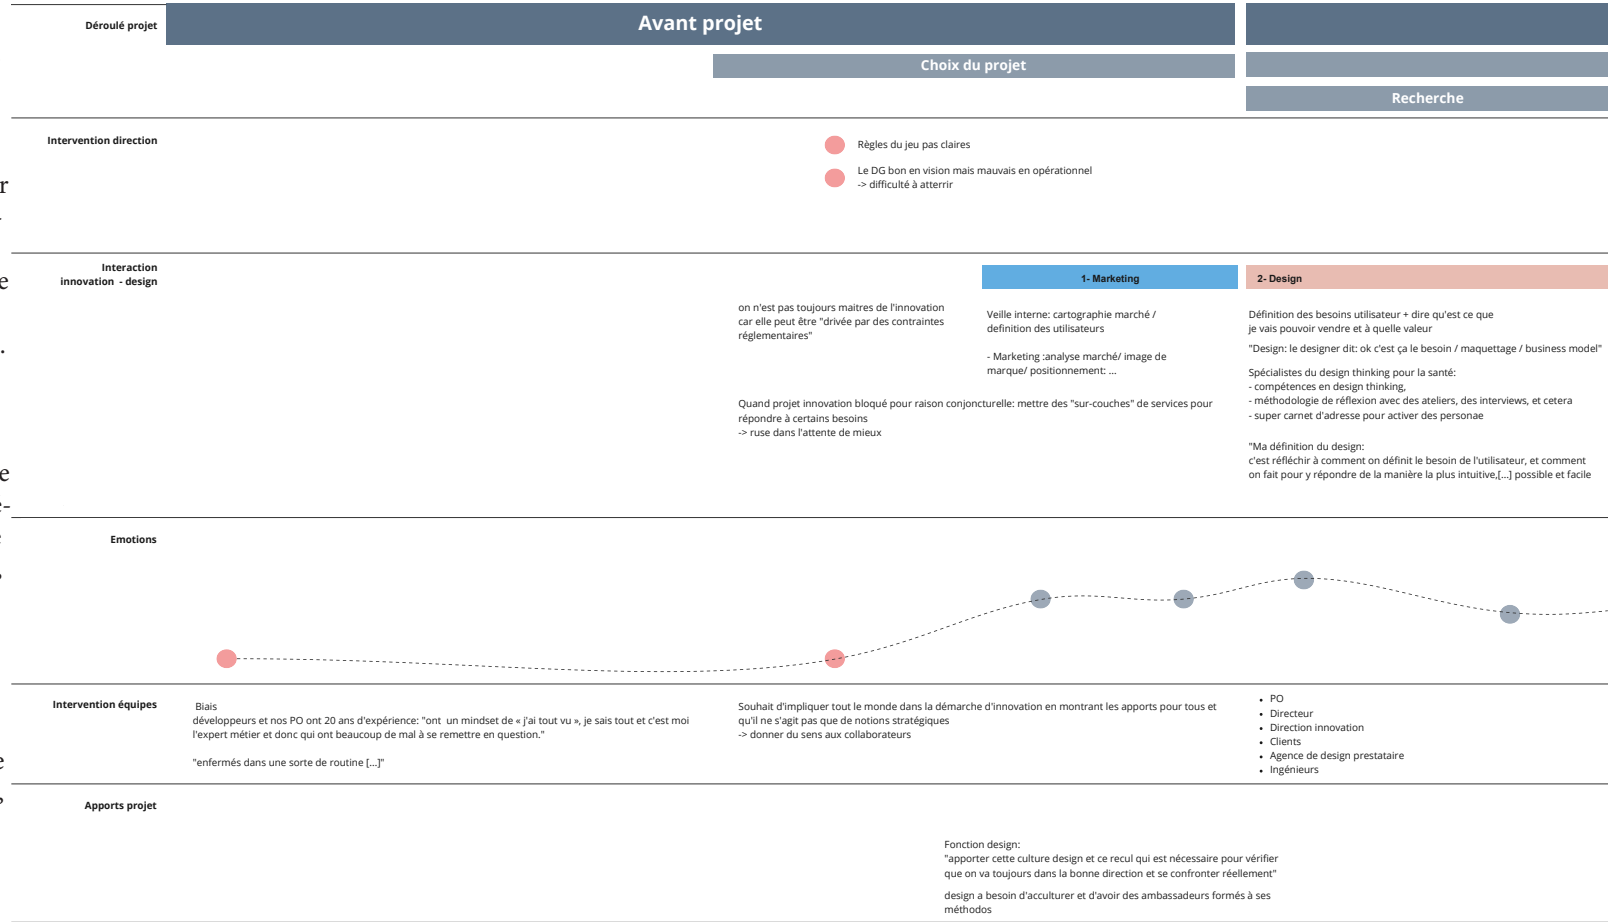 Déroulé projet
Avant projet
Choix du projet
Recherche
Intervention direction
Règles du jeu pas claires
Le DG bon en vision mais mauvais en opérationnel
-> difficulté à atterrir
Interaction
innovation - design
1- Marketing
2- Design
on n'est pas toujours maitres de l'innovation
car elle peut être "drivée par des contraintes
réglementaires"
Veille interne: cartographie marché /
definition des utilisateurs
- Marketing :analyse marché/ image de
marque/ positionnement: ...
Quand projet innovation bloqué pour raison conjoncturelle: mettre des "sur-couches" de services pour
répondre à certains besoins
-> ruse dans l'attente de mieux
Définition des besoins utilisateur + dire qu'est ce que
je vais pouvoir vendre et à quelle valeur
"Design: le designer dit: ok c'est ça le besoin / maquettage / business model"
Spécialistes du design thinking pour la santé:
- compétences en design thinking,
- méthodologie de réflexion avec des ateliers, des interviews, et cetera
- super carnet d'adresse pour activer des personae
"Ma définition du design:
c'est réfléchir à comment on définit le besoin de l'utilisateur, et comment
on fait pour y répondre de la manière la plus intuitive,[...] possible et facile
Emotions
Intervention équipes
Biais
développeurs et nos PO ont 20 ans d'expérience: "ont un mindset de « j'ai tout vu », je sais tout et c'est moi
l'expert métier et donc qui ont beaucoup de mal à se remettre en question."
"enfermés dans une sorte de routine [...]"
Souhait d'impliquer tout le monde dans la démarche d'innovation en montrant les apports pour tous et
qu'il ne s'agit pas que de notions stratégiques
-> donner du sens aux collaborateurs
• PO
• Directeur
• Direction innovation
• Clients
• Agence de design prestataire
• Ingénieurs
Apports projet
Fonction design:
"apporter cette culture design et ce recul qui est nécessaire pour vérifier
que on va toujours dans la bonne direction et se confronter réellement"
design a besoin d'acculturer et d'avoir des ambassadeurs formés à ses
méthodos